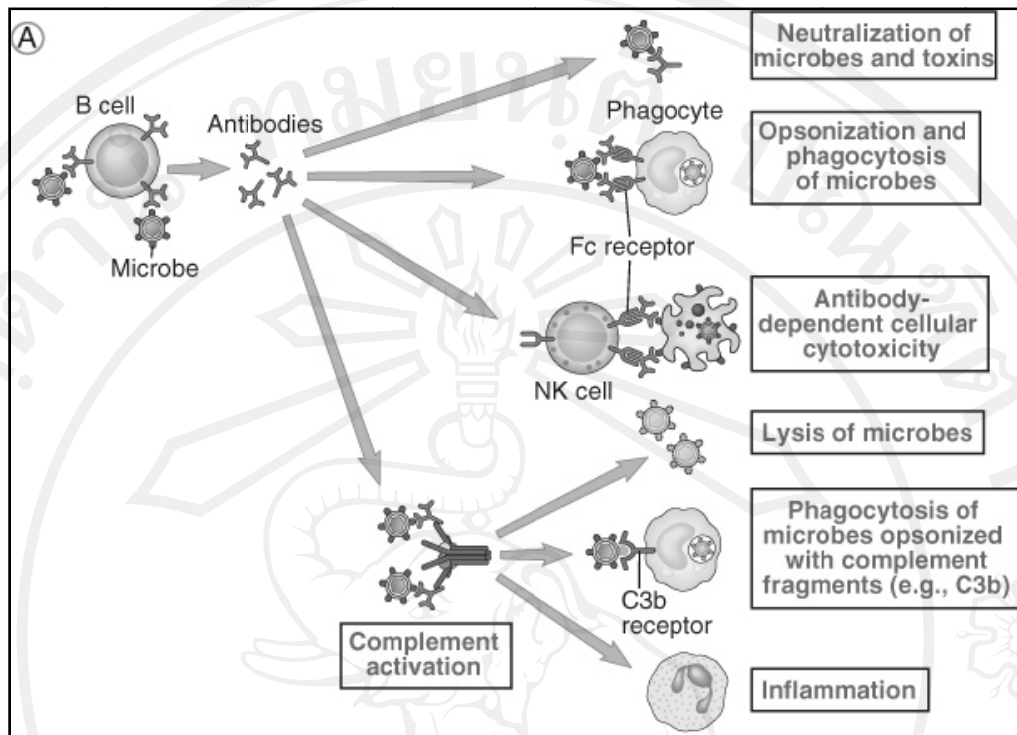 A
B cell
Antibodies
Microbe
Neutralization of
microbes and toxins
Phagocyte
Opsonization and
phagocytosis
of microbes
Fc receptor
NK cell
Antibody-
dependent cellular
cytotoxicity
Lysis of microbes
Complement
activation
C3b
receptor
Phagocytosis of
microbes opsonized
with complement
fragments (e.g., C3b)
Inflammation